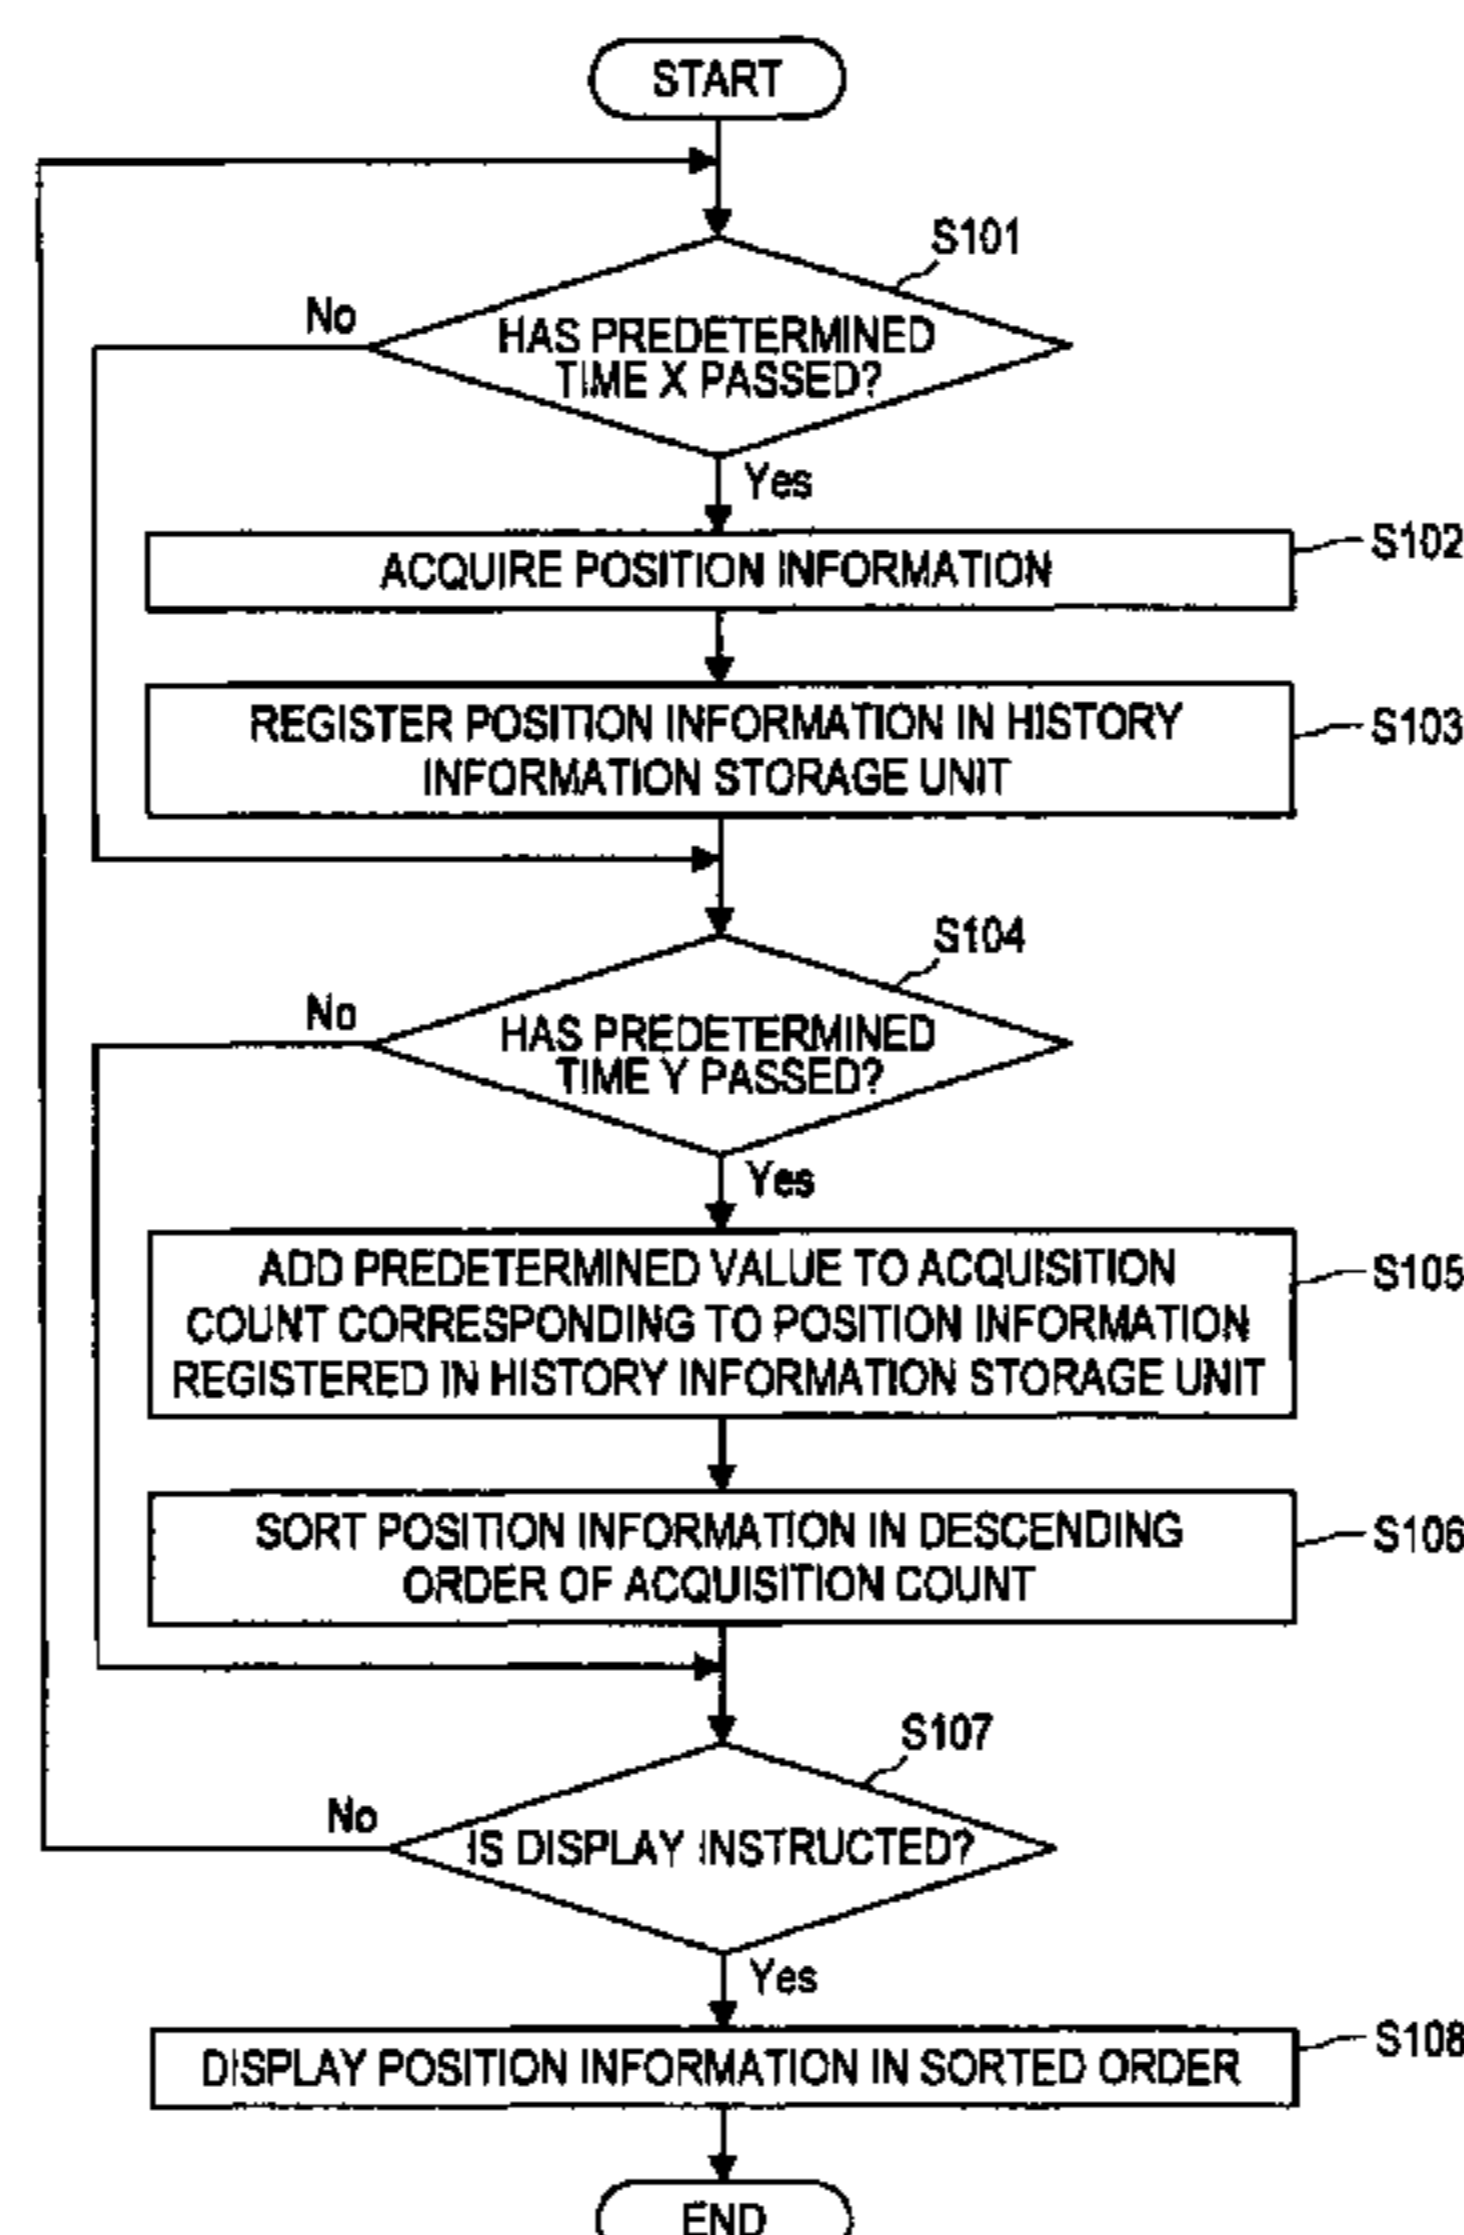 START
S101
No
HAS PREDETERMINED
TIME X PASSED?
Yes
ACQUIRE POSITION INFORMATION
S102
REGISTER POSITION INFORMATION IN HISTORY
INFORMATION STORAGE UNIT
S103
S104
No
HAS PREDETERMINED
TIME Y PASSED?
Yes
ADD PREDETERMINED VALUE TO ACQUISITION
COUNT CORRESPONDING TO POSITION INFORMATION
REGISTERED IN HISTORY INFORMATION STORAGE UNIT
S105
SORT POSITION INFORMATION IN DESCENDING
ORDER OF ACQUISITION COUNT
S106
S107
No
IS DISPLAY INSTRUCTED?
Yes
DISPLAY POSITION INFORMATION IN SORTED ORDER
S108
END